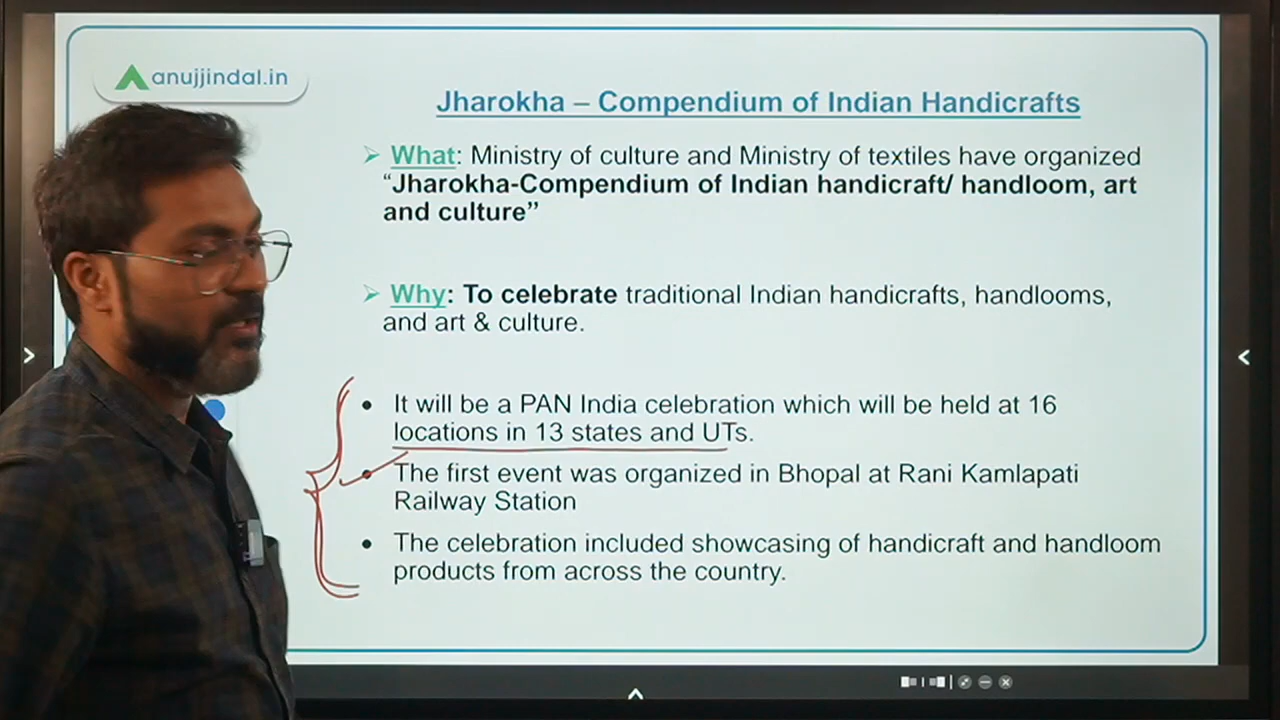 anujjindal.in
Jharokha – Compendium of Indian Handicrafts
What: Ministry of culture and Ministry of textiles have organized
“Jharokha-Compendium of Indian handicraft/ handloom, art
and culture”
Why: To celebrate traditional Indian handicrafts, handlooms,
and art & culture.
It will be a PAN India celebration which will be held at 16
locations in 13 states and UTs.
The first event was organized in Bhopal at Rani Kamlapati
Railway Station
The celebration included showcasing of handicraft and handloom
products from across the country.